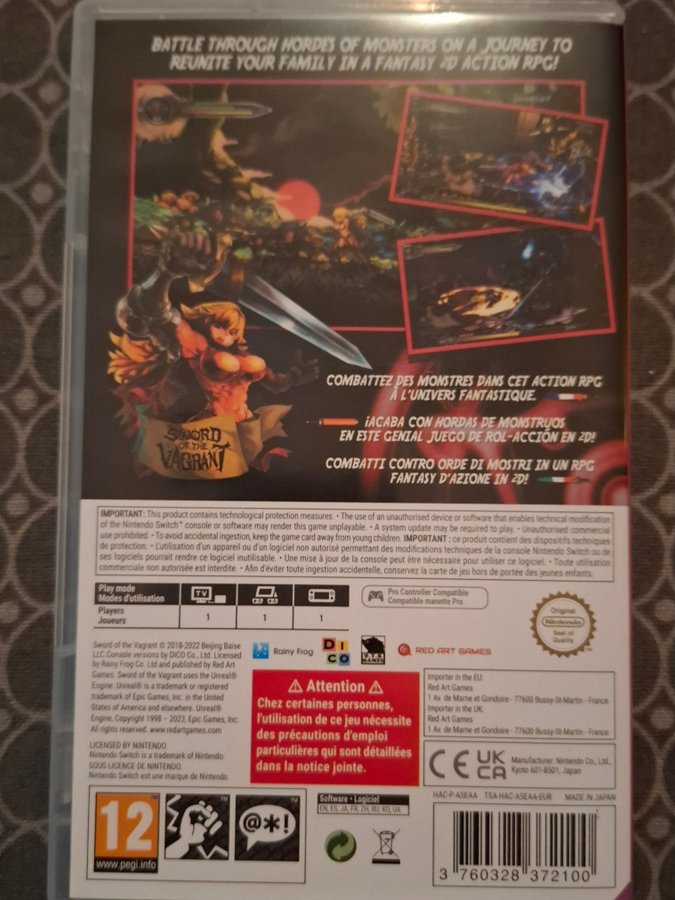 BATTLE THROUGH HORDES OF MONSTERS ON A JOURNEY TO
REUNITE YOUR FAMILY IN A FANTASY 2D ACTION RPG!
COMBATTEZ DES MONSTRES DANS CET ACTION RPG
À L'UNIVERS FANTASTIQUE.
¡ACABA CON HORDAS DE MONSTRUOS
EN ESTE GENIAL JUEGO DE ROL-ACCIÓN EN 2D!
COMBATTI CONTRO ORDE DI MOSTRI IN UN RPG
FANTASY D'AZIONE IN 2D!
SWORD
OF THE
VAGRANT
IMPORTANT: This product contains technological protection measures. • The use of an unauthorised device or software that enables technical modification
of the Nintendo Switch™ console or software may render this game unplayable. • A system update may be required to play. • Unauthorised commercial
use prohibited. • To avoid accidental ingestion, keep the game card away from young children. IMPORTANT : ce produit contient des dispositifs techniques
de protection. • L'utilisation d'un appareil ou d'un logiciel non autorisé permettant des modifications techniques de la console Nintendo Switch ou de
ses logiciels pourrait rendre ce logiciel inutilisable. • Une mise à jour de la console peut être nécessaire pour utiliser ce logiciel. • Toute utilisation
commerciale non autorisée est interdite. • Afin d'éviter toute ingestion accidentelle, conservez la carte de jeu hors de portée des jeunes enfants.
Play mode
Modes d'utilisation
TV
Players
Joueurs
1
1
1
Pro Controller Compatible
Compatible manette Pro
Original
Nintendo
Seal of
Quality
Sword of the Vagrant © 2018-2022 Beijing Baise
LLC.Console versions by DICO Co., Ltd. Licensed
by Rainy Frog Co. Ltd and published by Red Art
Games. Sword of the Vagrant uses the Unreal®
Engine. Unreal® is a trademark or registered
trademark of Epic Games, Inc. in the United
States of America and elsewhere. Unreal®
Engine, Copyright 1998 – 2023, Epic Games, Inc.
All rights reserved. www.redartgames.com
LICENSED BY NINTENDO
Nintendo Switch is a trademark of Nintendo.
SOUS LICENCE DE NINTENDO
Nintendo Switch est une marque de Nintendo.
Rainy Frog
DI
CO
GAMES
RED ART GAMES
Attention
Chez certaines personnes,
l'utilisation de ce jeu nécessite
des précautions d'emploi
particulières qui sont détaillées
dans la notice jointe.
Importer in the EU:
Red Art Games
1 Av. de Marne et Gondoire - 77600 Bussy-St-Martin - France
Importer in the UK:
Red Art Games
1 Av. de Marne et Gondoire - 77600 Bussy-St-Martin - France
CE
UK
CA
Manufacturer: Nintendo Co., Ltd.,
Kyoto 601-8501, Japan
HAC-P-ASEAA TSA-HAC-ASEAA-EUR MADE IN JAPAN
12
www.pegi.info
@*!
Software • Logiciel
EN, ES, JA, FR, ZH, RU, KO, UA
3 760328 372100